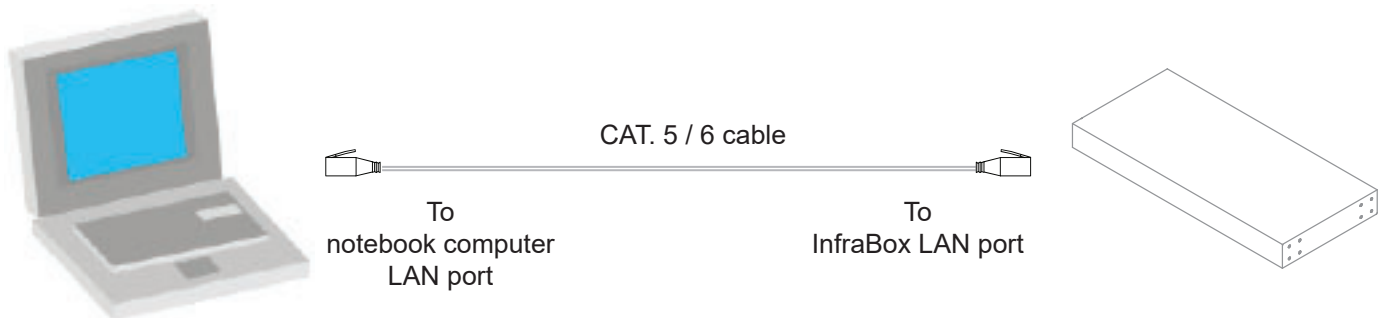 CAT. 5 / 6 cable
To
notebook computer
LAN port
To
InfraBox LAN port